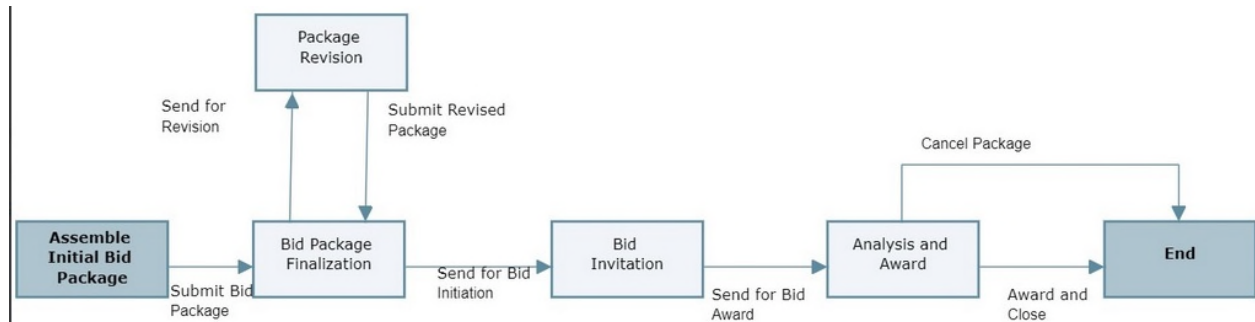 Package
Revision
Send for
Revision
Submit Revised
Package
Cancel Package
Assemble
Initial Bid
Package
Submit Bid
Package
Bid Package
Finalization
Send for Bid
Initiation
Bid
Invitation
Send for Bid
Award
Analysis and
Award
Award and
Close
End